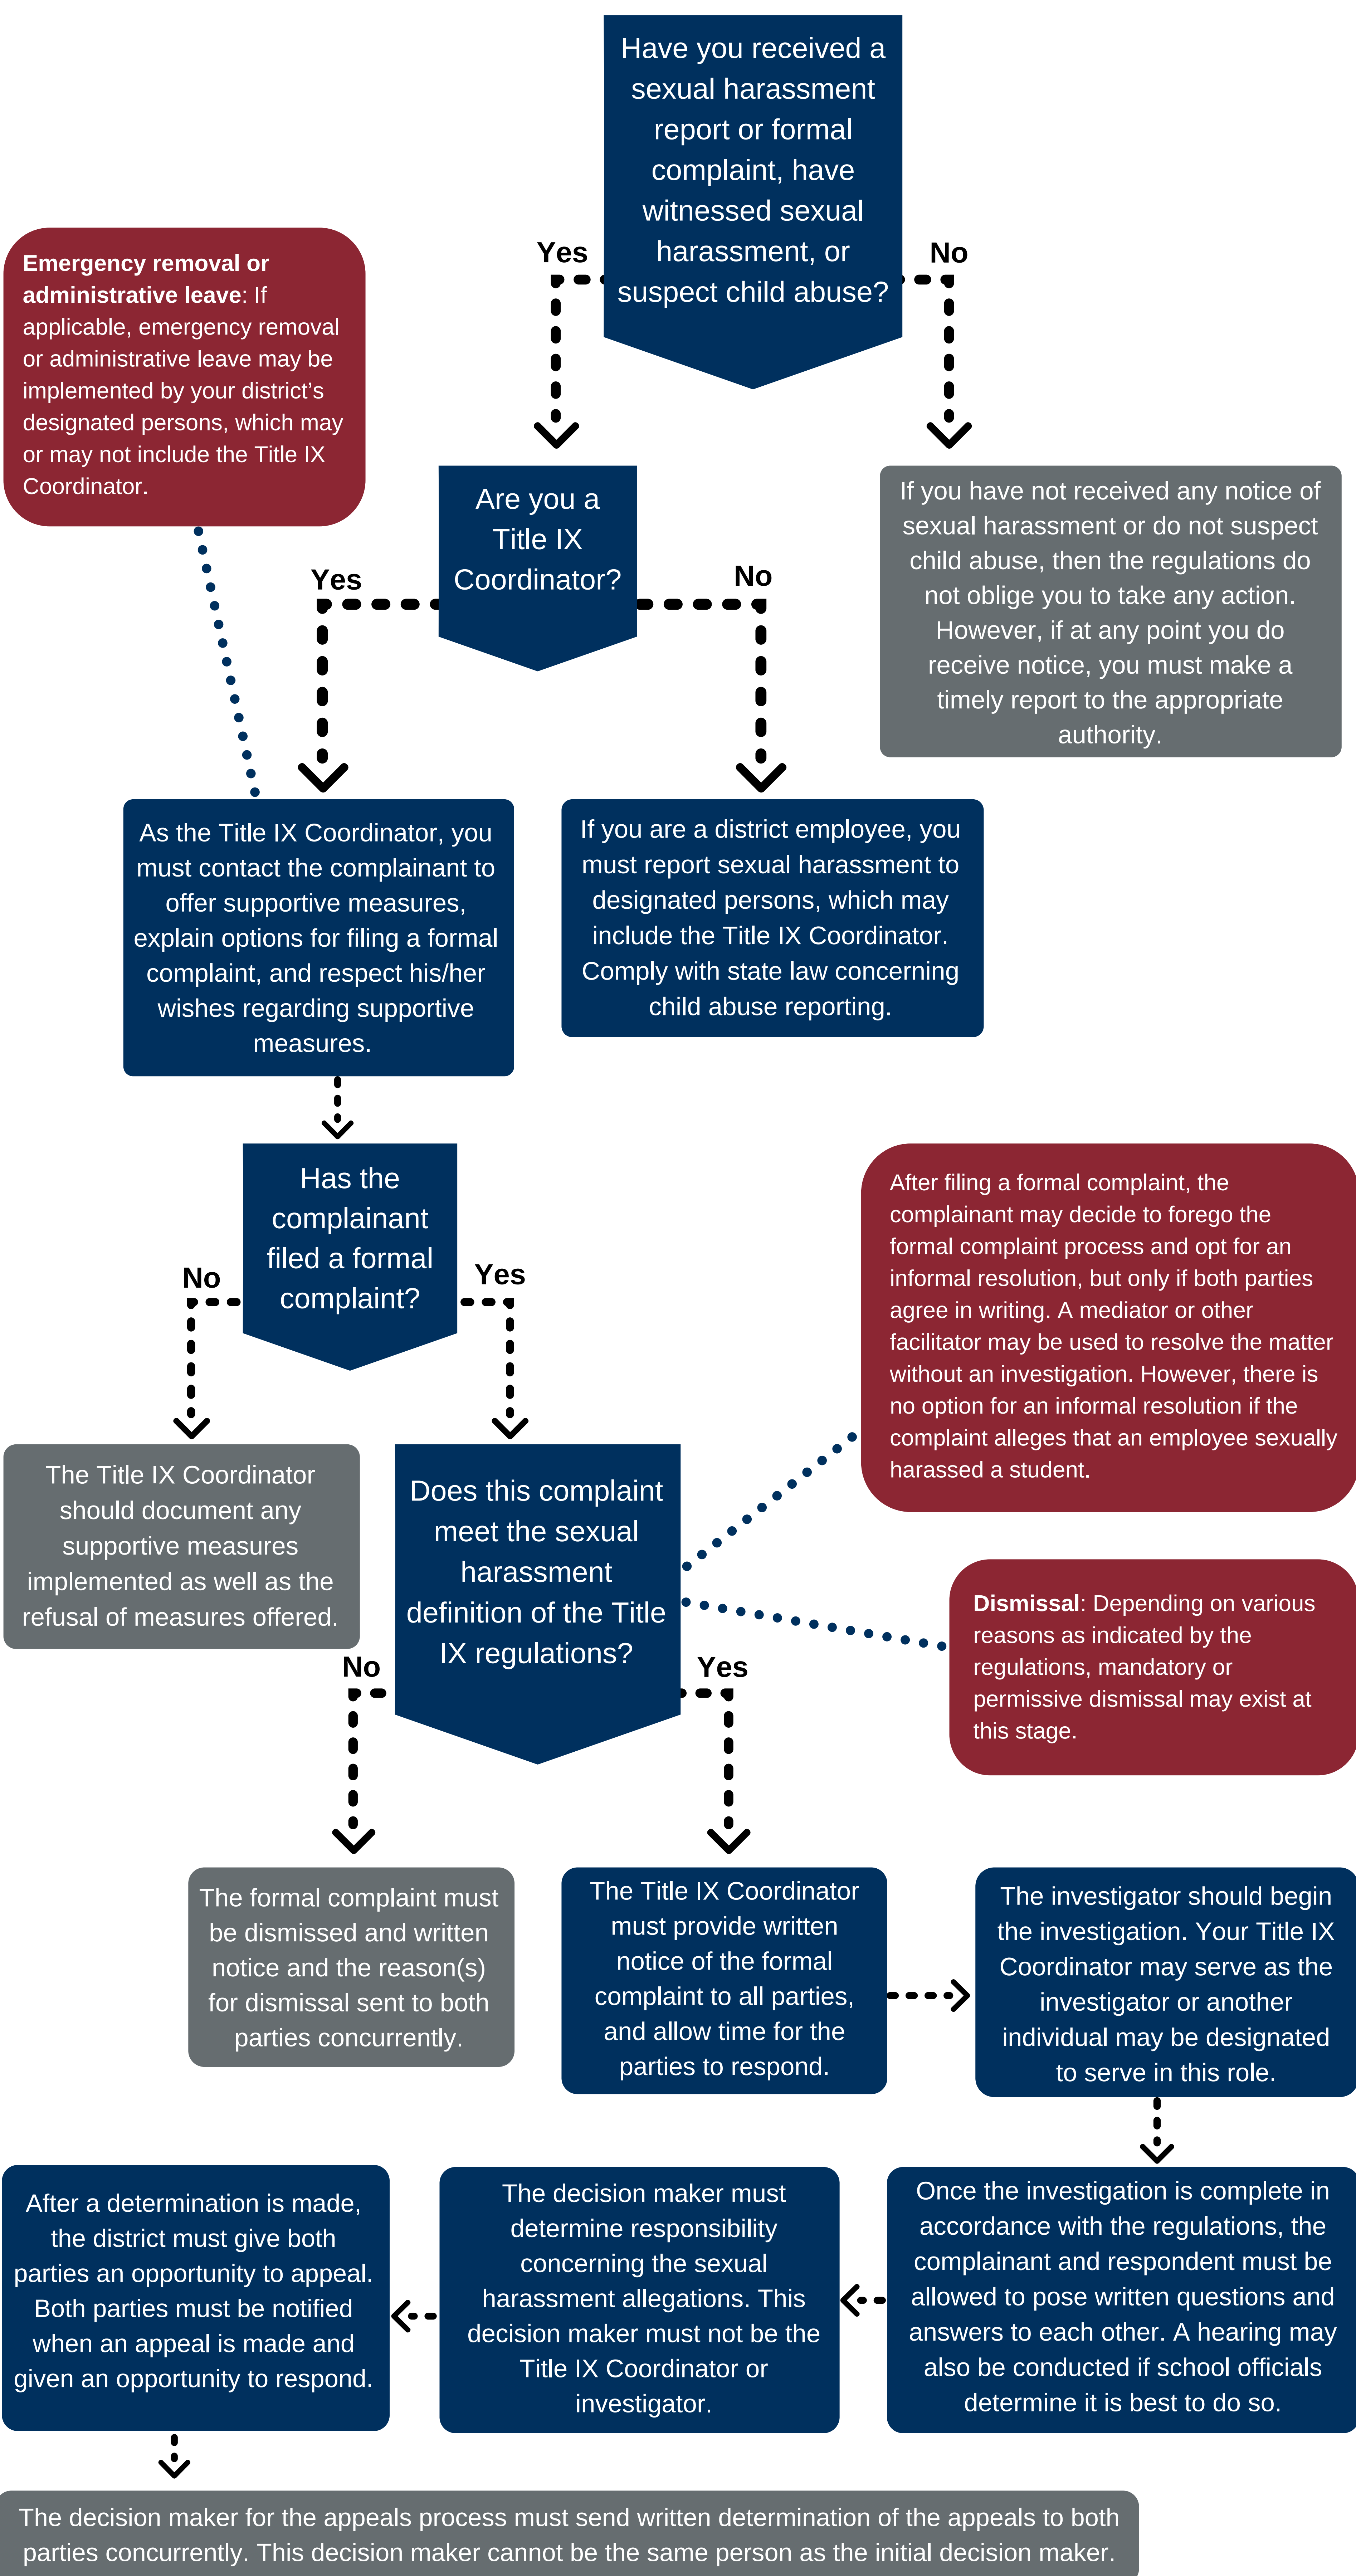 Have you received a
sexual harassment
report or formal
complaint, have
witnessed sexual
harassment, or
suspect child abuse?
Yes
No
Emergency removal or
administrative leave: If
applicable, emergency removal
or administrative leave may be
implemented by your district’s
designated persons, which may
or may not include the Title IX
Coordinator.
Are you a
Title IX
Coordinator?
Yes
No
If you have not received any notice of
sexual harassment or do not suspect
child abuse, then the regulations do
not oblige you to take any action.
However, if at any point you do
receive notice, you must make a
timely report to the appropriate
authority.
As the Title IX Coordinator, you
must contact the complainant to
offer supportive measures,
explain options for filing a formal
complaint, and respect his/her
wishes regarding supportive
measures.
If you are a district employee, you
must report sexual harassment to
designated persons, which may
include the Title IX Coordinator.
Comply with state law concerning
child abuse reporting.
Has the
complainant
filed a formal
complaint?
No
Yes
After filing a formal complaint, the
complainant may decide to forego the
formal complaint process and opt for an
informal resolution, but only if both parties
agree in writing. A mediator or other
facilitator may be used to resolve the matter
without an investigation. However, there is
no option for an informal resolution if the
complaint alleges that an employee sexually
harassed a student.
The Title IX Coordinator
should document any
supportive measures
implemented as well as the
refusal of measures offered.
Does this complaint
meet the sexual
harassment
definition of the Title
IX regulations?
No
Yes
Dismissal: Depending on various
reasons as indicated by the
regulations, mandatory or
permissive dismissal may exist at
this stage.
The formal complaint must
be dismissed and written
notice and the reason(s)
for dismissal sent to both
parties concurrently.
The Title IX Coordinator
must provide written
notice of the formal
complaint to all parties,
and allow time for the
parties to respond.
The investigator should begin
the investigation. Your Title IX
Coordinator may serve as the
investigator or another
individual may be designated
to serve in this role.
Once the investigation is complete in
accordance with the regulations, the
complainant and respondent must be
allowed to pose written questions and
answers to each other. A hearing may
also be conducted if school officials
determine it is best to do so.
The decision maker must
determine responsibility
concerning the sexual
harassment allegations. This
decision maker must not be the
Title IX Coordinator or
investigator.
After a determination is made,
the district must give both
parties an opportunity to appeal.
Both parties must be notified
when an appeal is made and
given an opportunity to respond.
The decision maker for the appeals process must send written determination of the appeals to both
parties concurrently. This decision maker cannot be the same person as the initial decision maker.